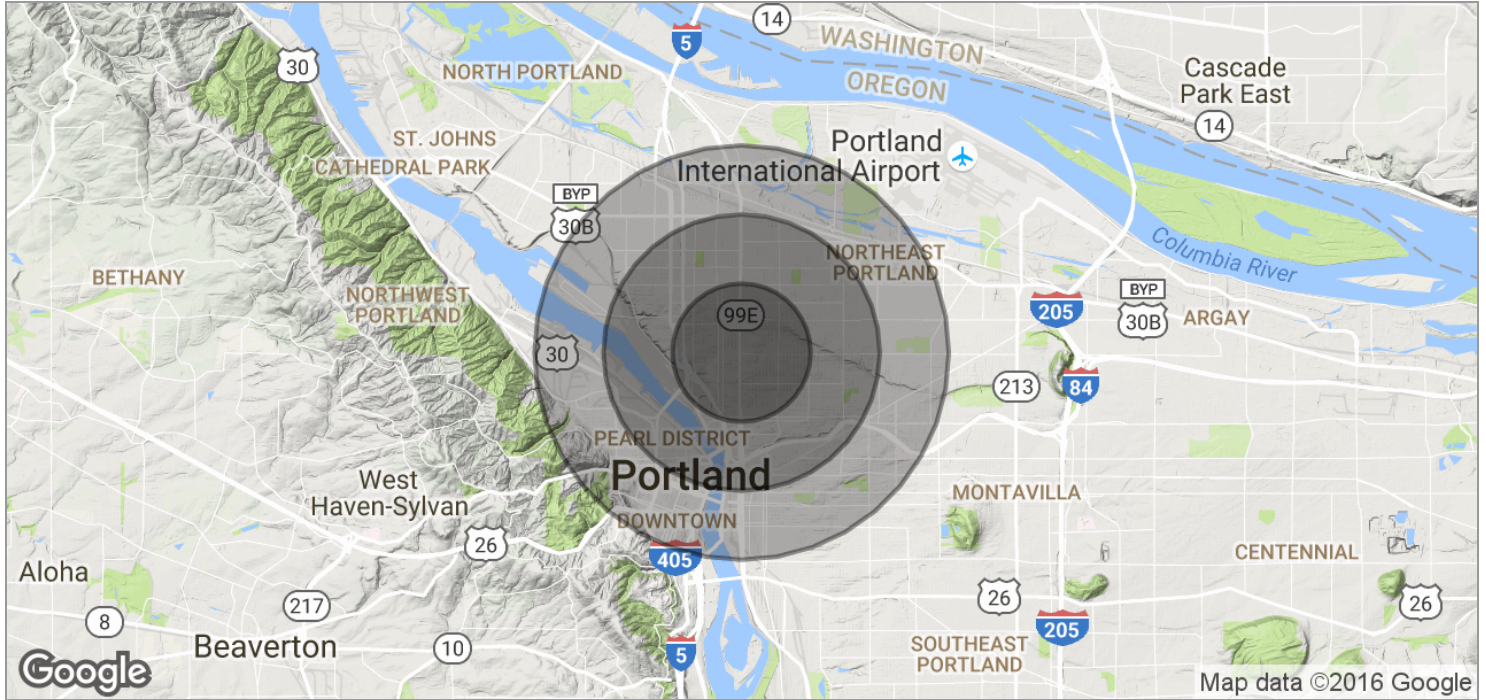 14
5
WASHINGTON
OREGON
30
NORTH PORTLAND
Cascade
Park East
14
ST. JOHNS
CATHEDRAL PARK
Portland
International Airport
BYP
30B
NORTHEAST
PORTLAND
Columbia River
BETHANY
NORTHWEST
PORTLAND
99E
205
BYP
30B
ARGAY
30
213
84
PEARL DISTRICT
Portland
West
Haven-Sylvan
MONTAVILLA
DOWNTOWN
26
405
CENTENNIAL
Aloha
217
26
26
8
205
Beaverton
10
5
SOUTHEAST
PORTLAND
Google
Map data ©2016 Google